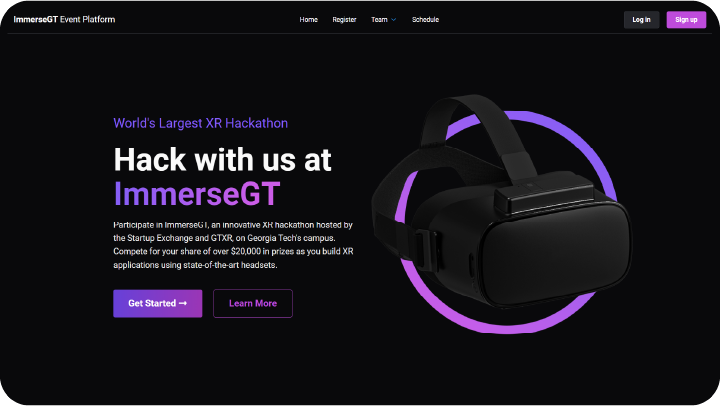 ImmerseGT Event Platform
Home Register Team Schedule
Log in Sign up
World's Largest XR Hackathon
Hack with us at
ImmerseGT
Participate in ImmerseGT, an innovative XR hackathon hosted by
the Startup Exchange and GTXR, on Georgia Tech's campus.
Compete for your share of over $20,000 in prizes as you build XR
applications using state-of-the-art headsets.
Get Started → Learn More